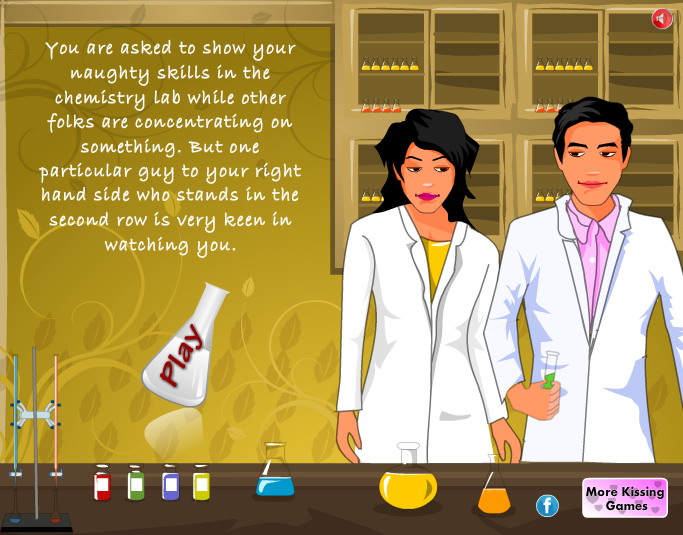 You are asked to show your
naughty skills in the
chemistry lab while other
folks are concentrating on
something. But one
particular guy to your right
hand side who stands in the
second row is very keen in
watching you.
Play
f
More Kissing
Games